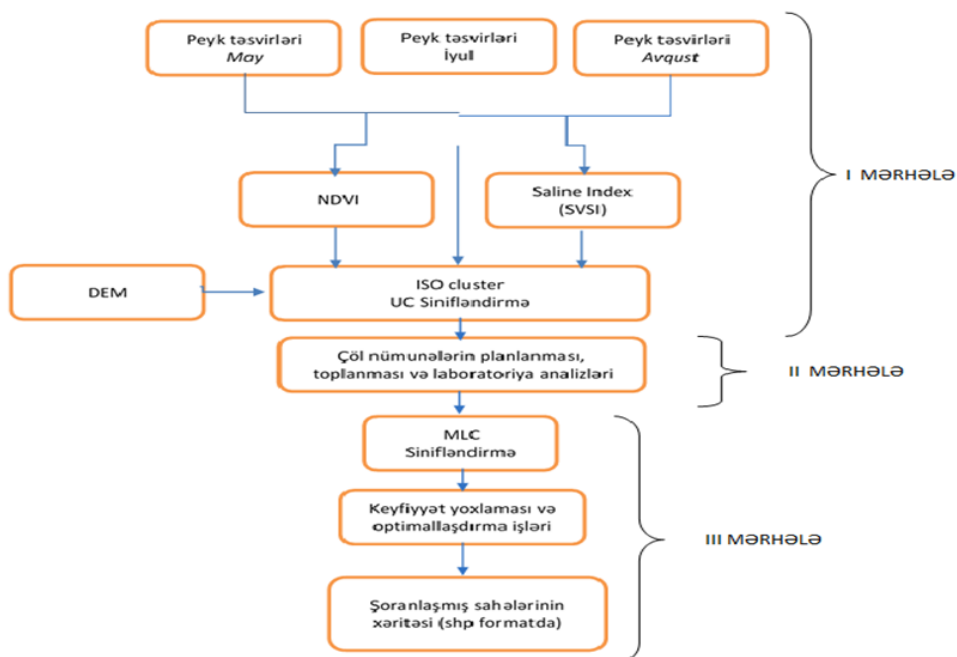 Peyk təsvirləri
May
Peyk təsvirləri
İyul
Peyk təsvirləri
Avqust
I MƏRHƏLƏ
NDVI
Saline Index
(SVSI)
DEM
ISO cluster
UC Sinifləndirmə
Çöl nümunələrin planlanması,
toplanması və laboratoriya analizləri
II MƏRHƏLƏ
MLC
Sinifləndirmə
Keyfiyyət yoxlaması və
optimallaşdırma işləri
III MƏRHƏLƏ
Şoranlaşmış sahələrinin
xəritəsi (shp formatda)